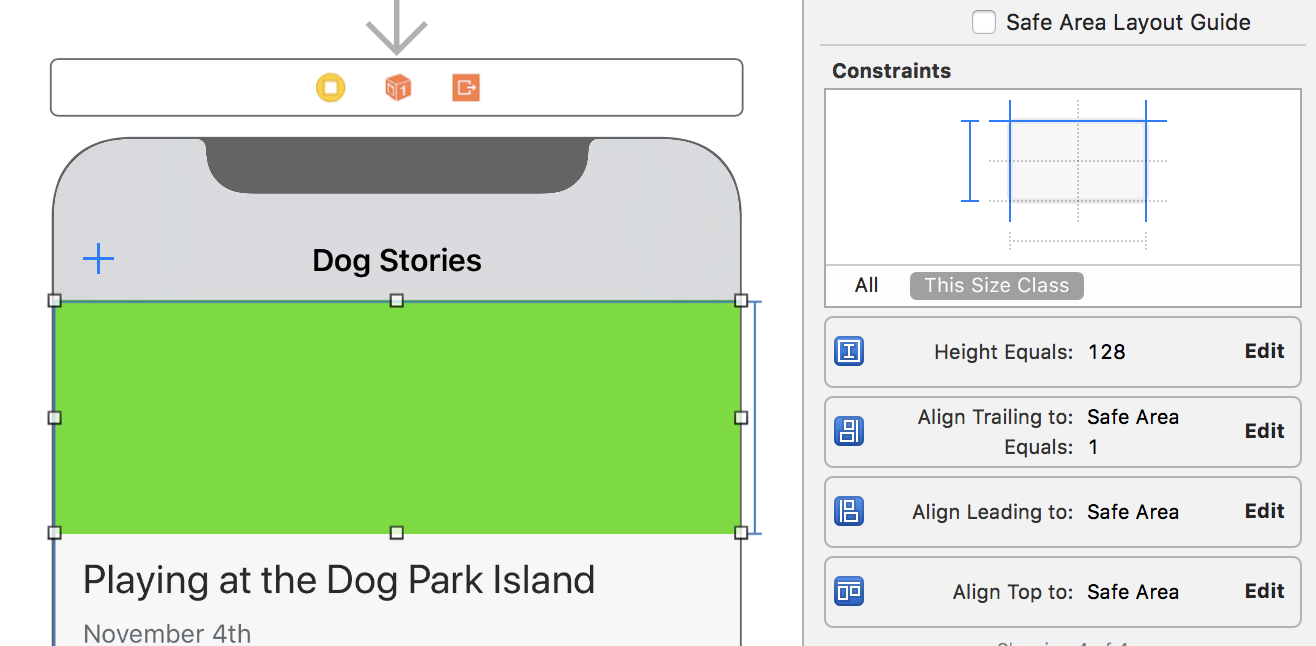 Safe Area Layout Guide
Constraints
1
Dog Stories
All
This Size Class
Height Equals: 128 Edit
Align Trailing to: Safe Area
Equals: 1
Edit
Align Leading to: Safe Area Edit
Align Top to: Safe Area Edit
Playing at the Dog Park Island
November 4th